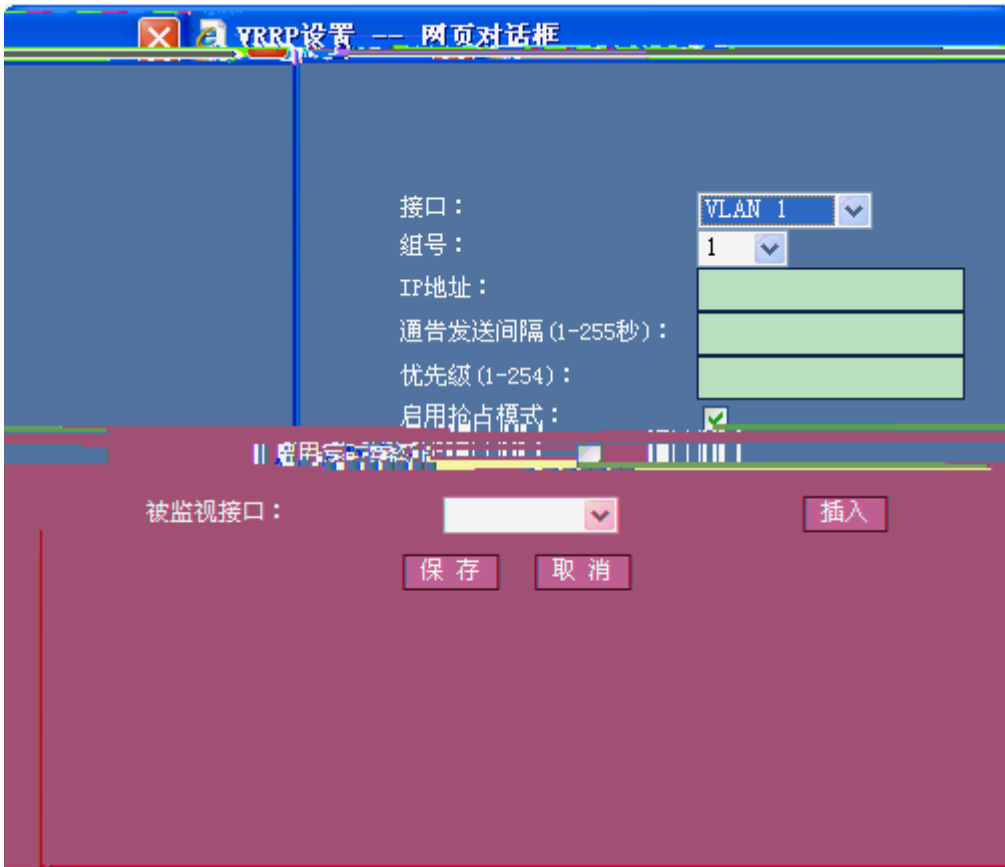 VRRP设置 -- 网页对话框
接口： VLAN 1
组号： 1
IP地址：
通告发送间隔(1-255秒)：
优先级(1-254)：
启用抢占模式：
启用
被监视接口： 插入
保 存 取 消